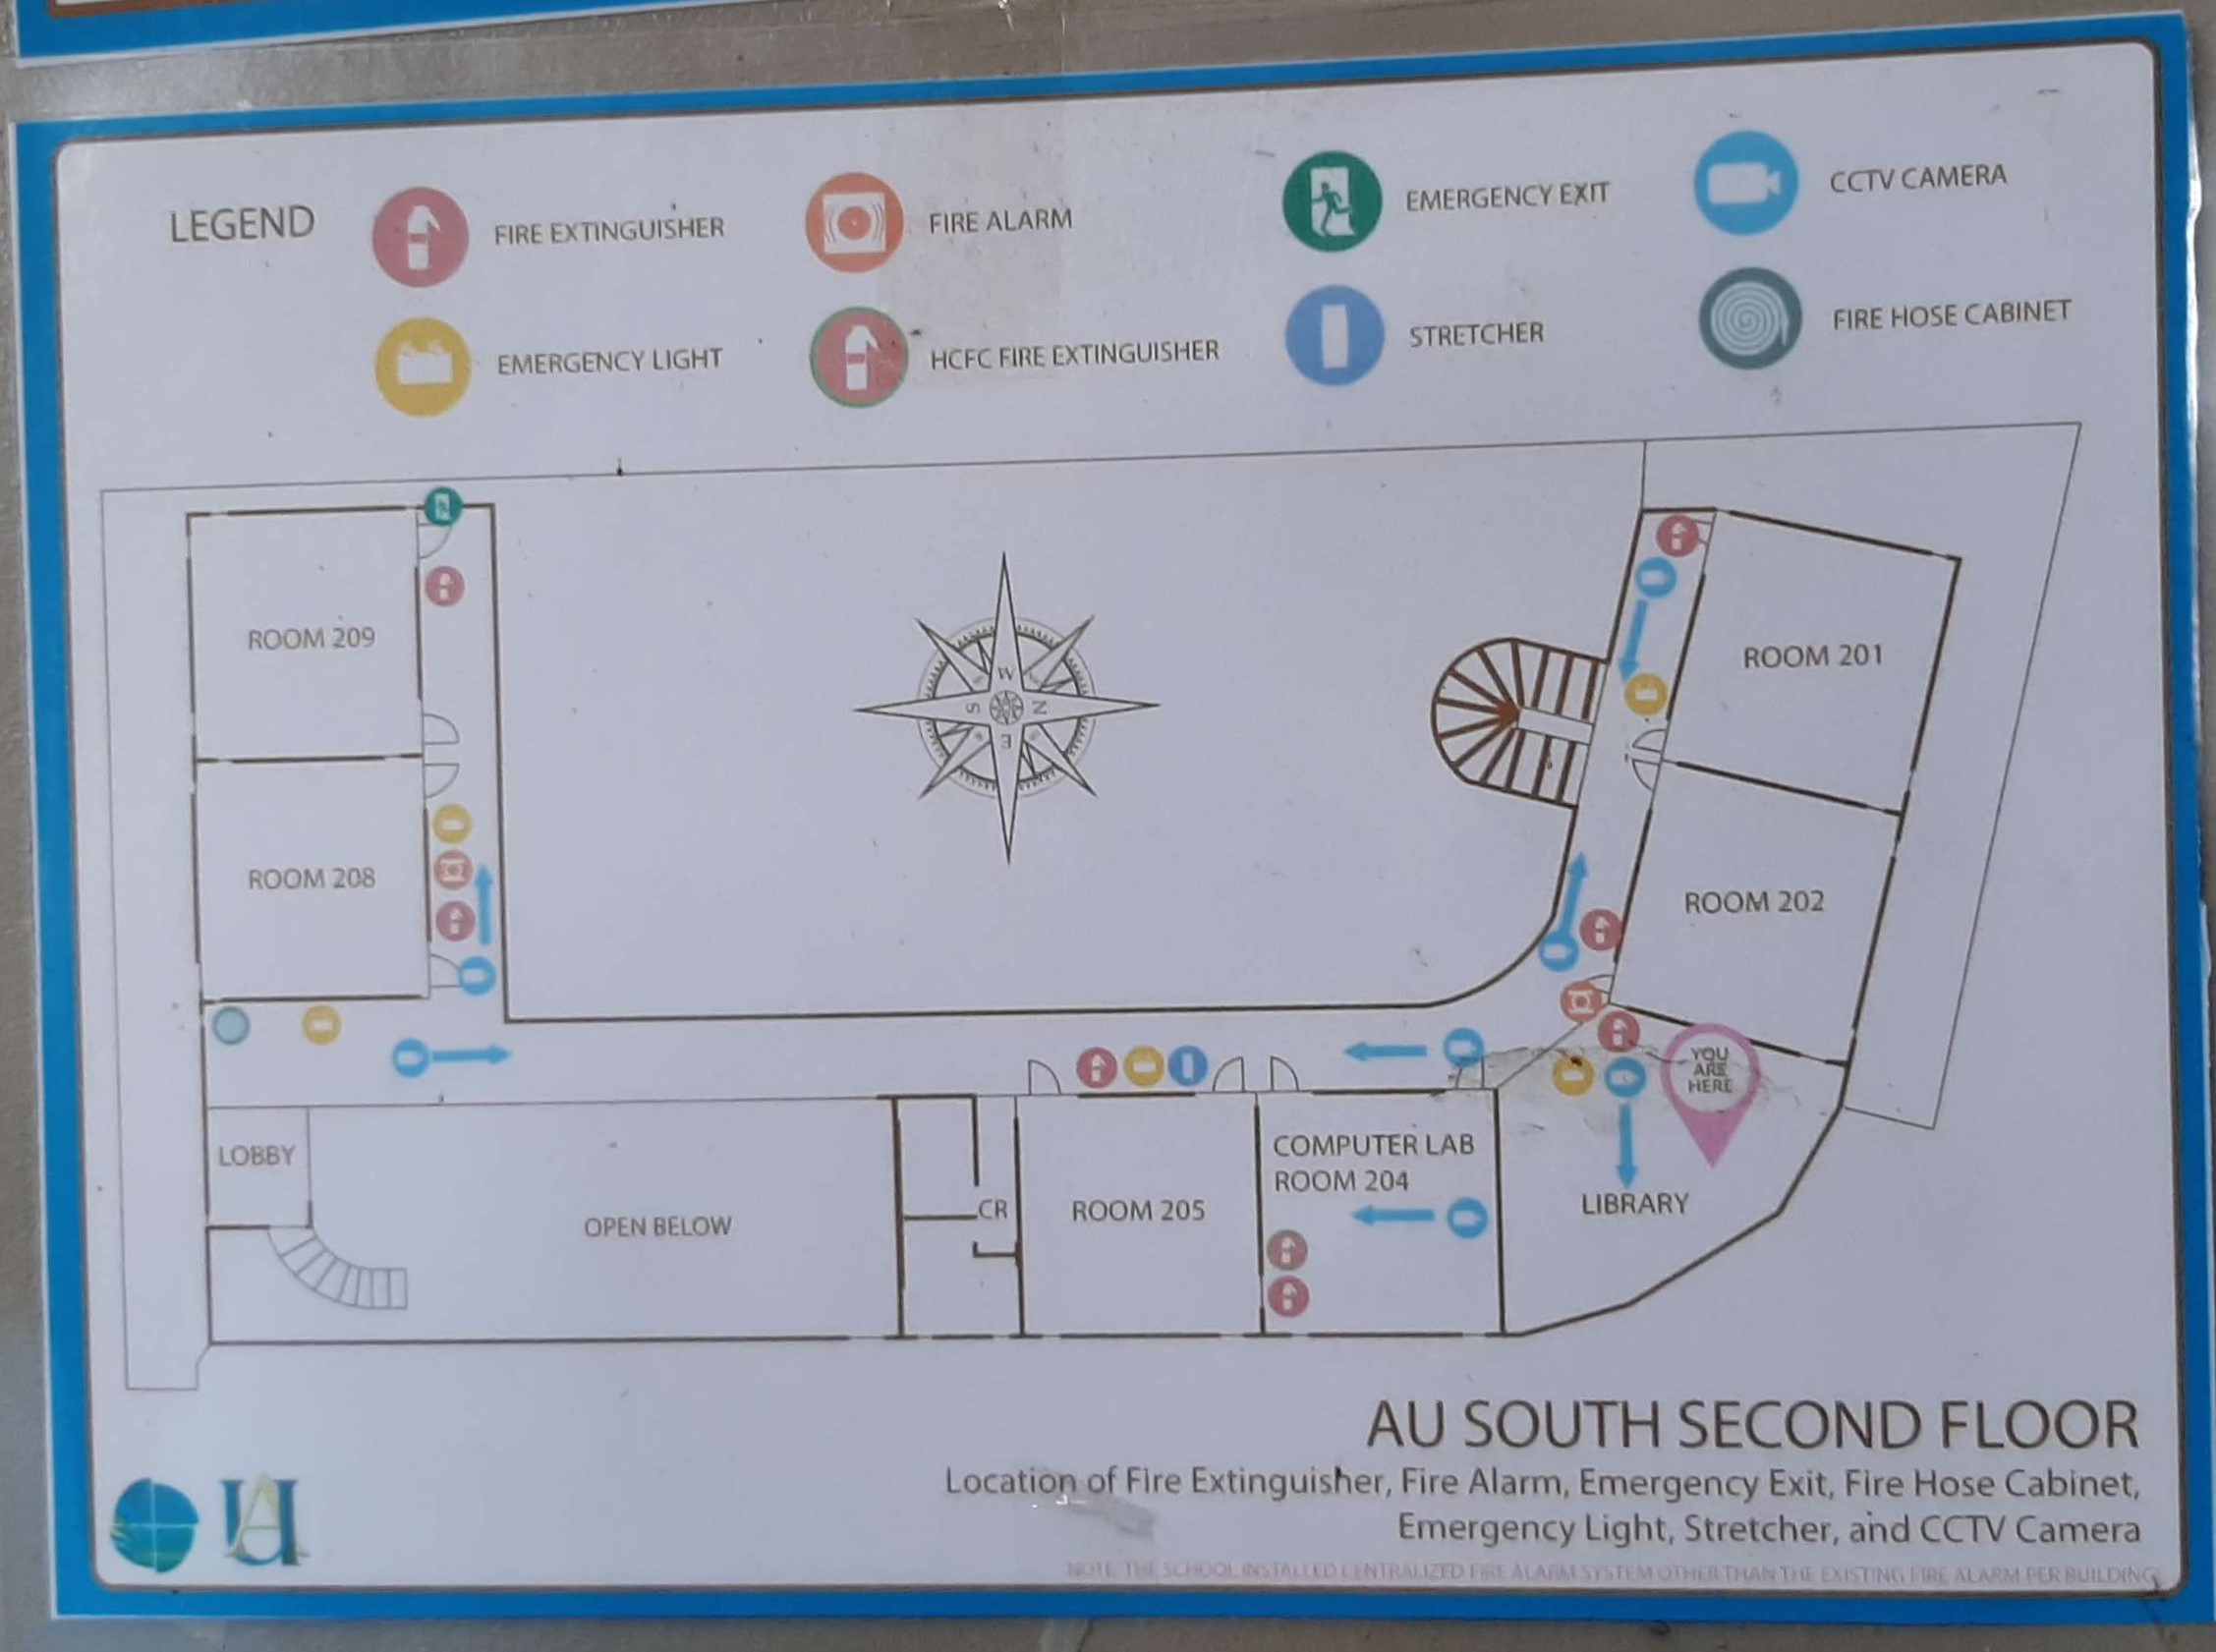 LEGEND
FIRE EXTINGUISHER
FIRE ALARM
EMERGENCY EXIT
CCTV CAMERA
EMERGENCY LIGHT
HCFC FIRE EXTINGUISHER
STRETCHER
FIRE HOSE CABINET
ROOM 209
ROOM 201
W
S N
E
ROOM 208
ROOM 202
YOU
ARE
HERE
LOBBY
OPEN BELOW
CR
ROOM 205
COMPUTER LAB
ROOM 204
LIBRARY
AU SOUTH SECOND FLOOR
Location of Fire Extinguisher, Fire Alarm, Emergency Exit, Fire Hose Cabinet,
Emergency Light, Stretcher, and CCTV Camera
NOTE: THE SCHOOL INSTALLED CENTRALIZED FIRE ALARM SYSTEM OTHER THAN THE EXISTING FIRE ALARM PER BUILDING
AU